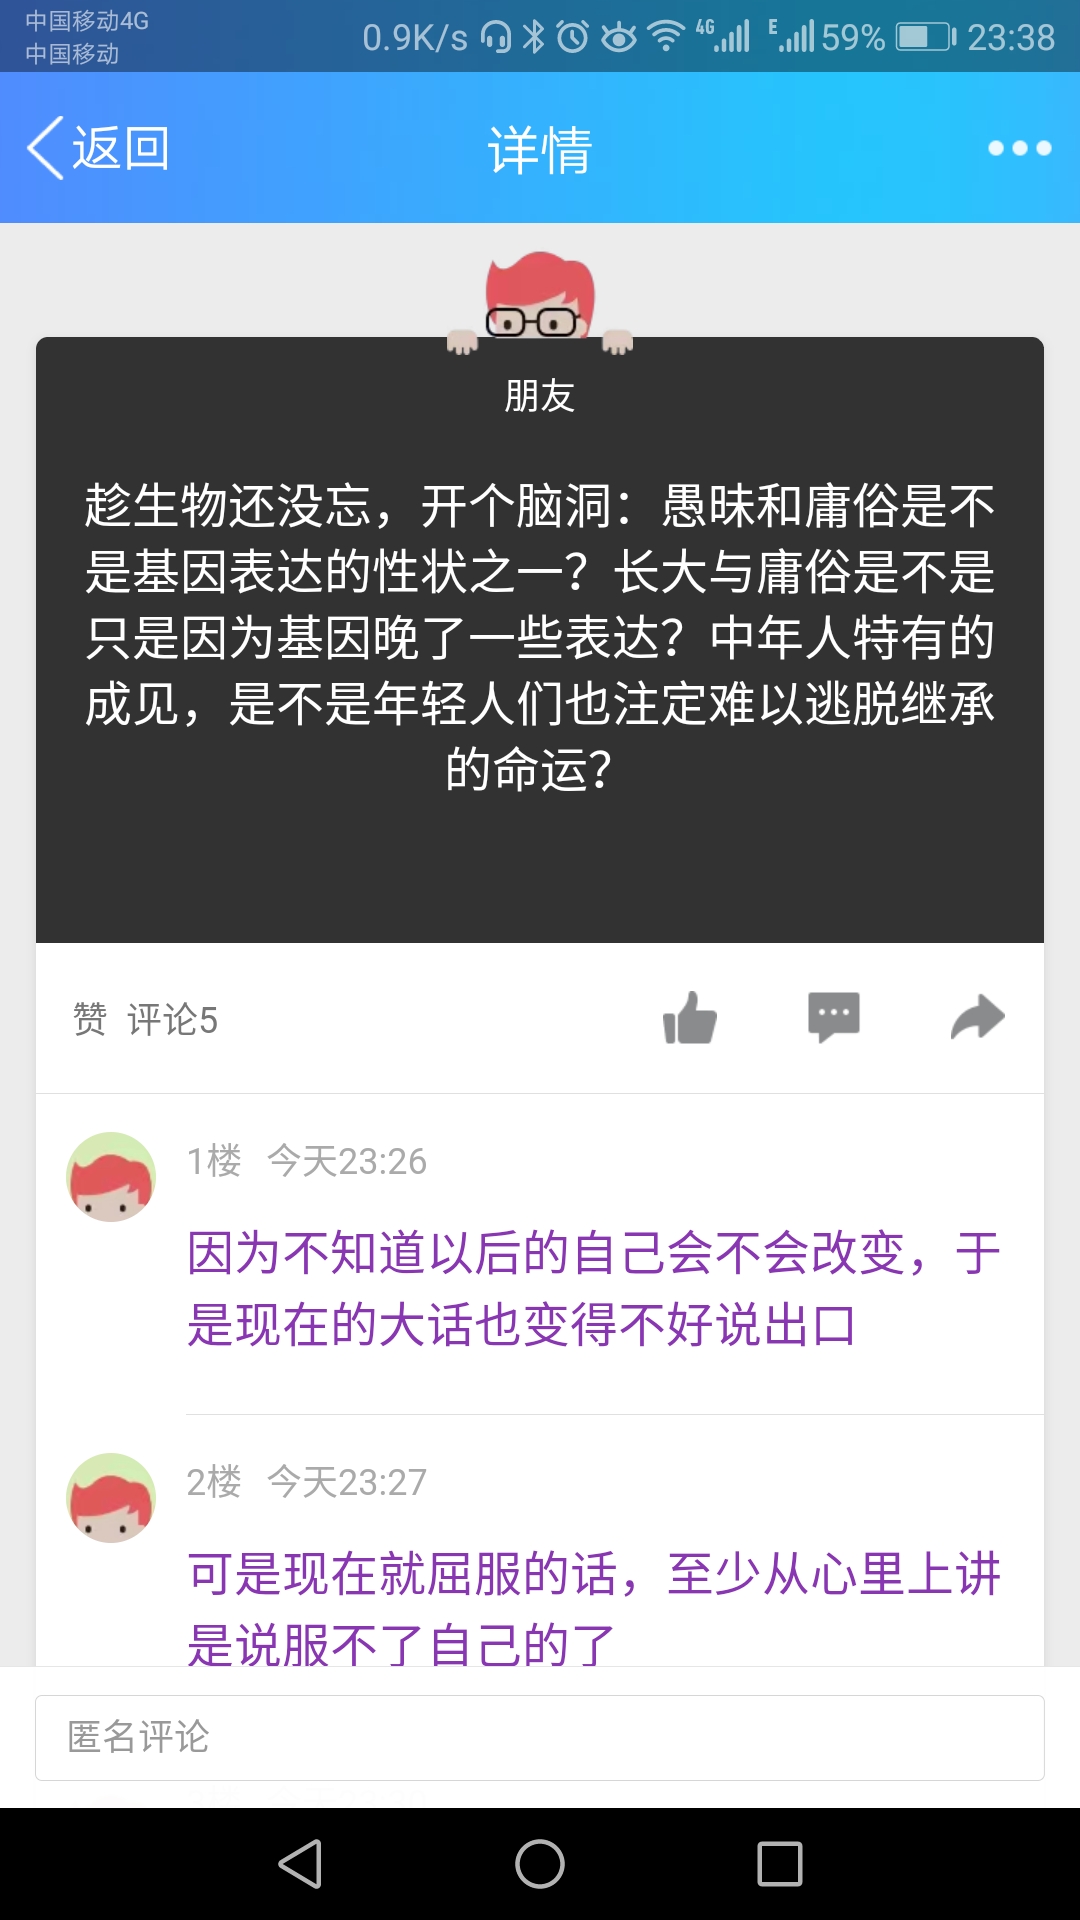 中国移动4G
中国移动
0.9K/s 4G E 59% 23:38
返回 详情
朋友
趁生物还没忘，开个脑洞：愚昧和庸俗是不
是基因表达的性状之一？长大与庸俗是不是
只是因为基因晚了一些表达？中年人特有的
成见，是不是年轻人们也注定难以逃脱继承
的命运？
赞 评论5
1楼 今天23:26
因为不知道以后的自己会不会改变，于
是现在的大话也变得不好说出口
2楼 今天23:27
可是现在就屈服的话，至少从心里上讲
是说服不了自己的了
匿名评论